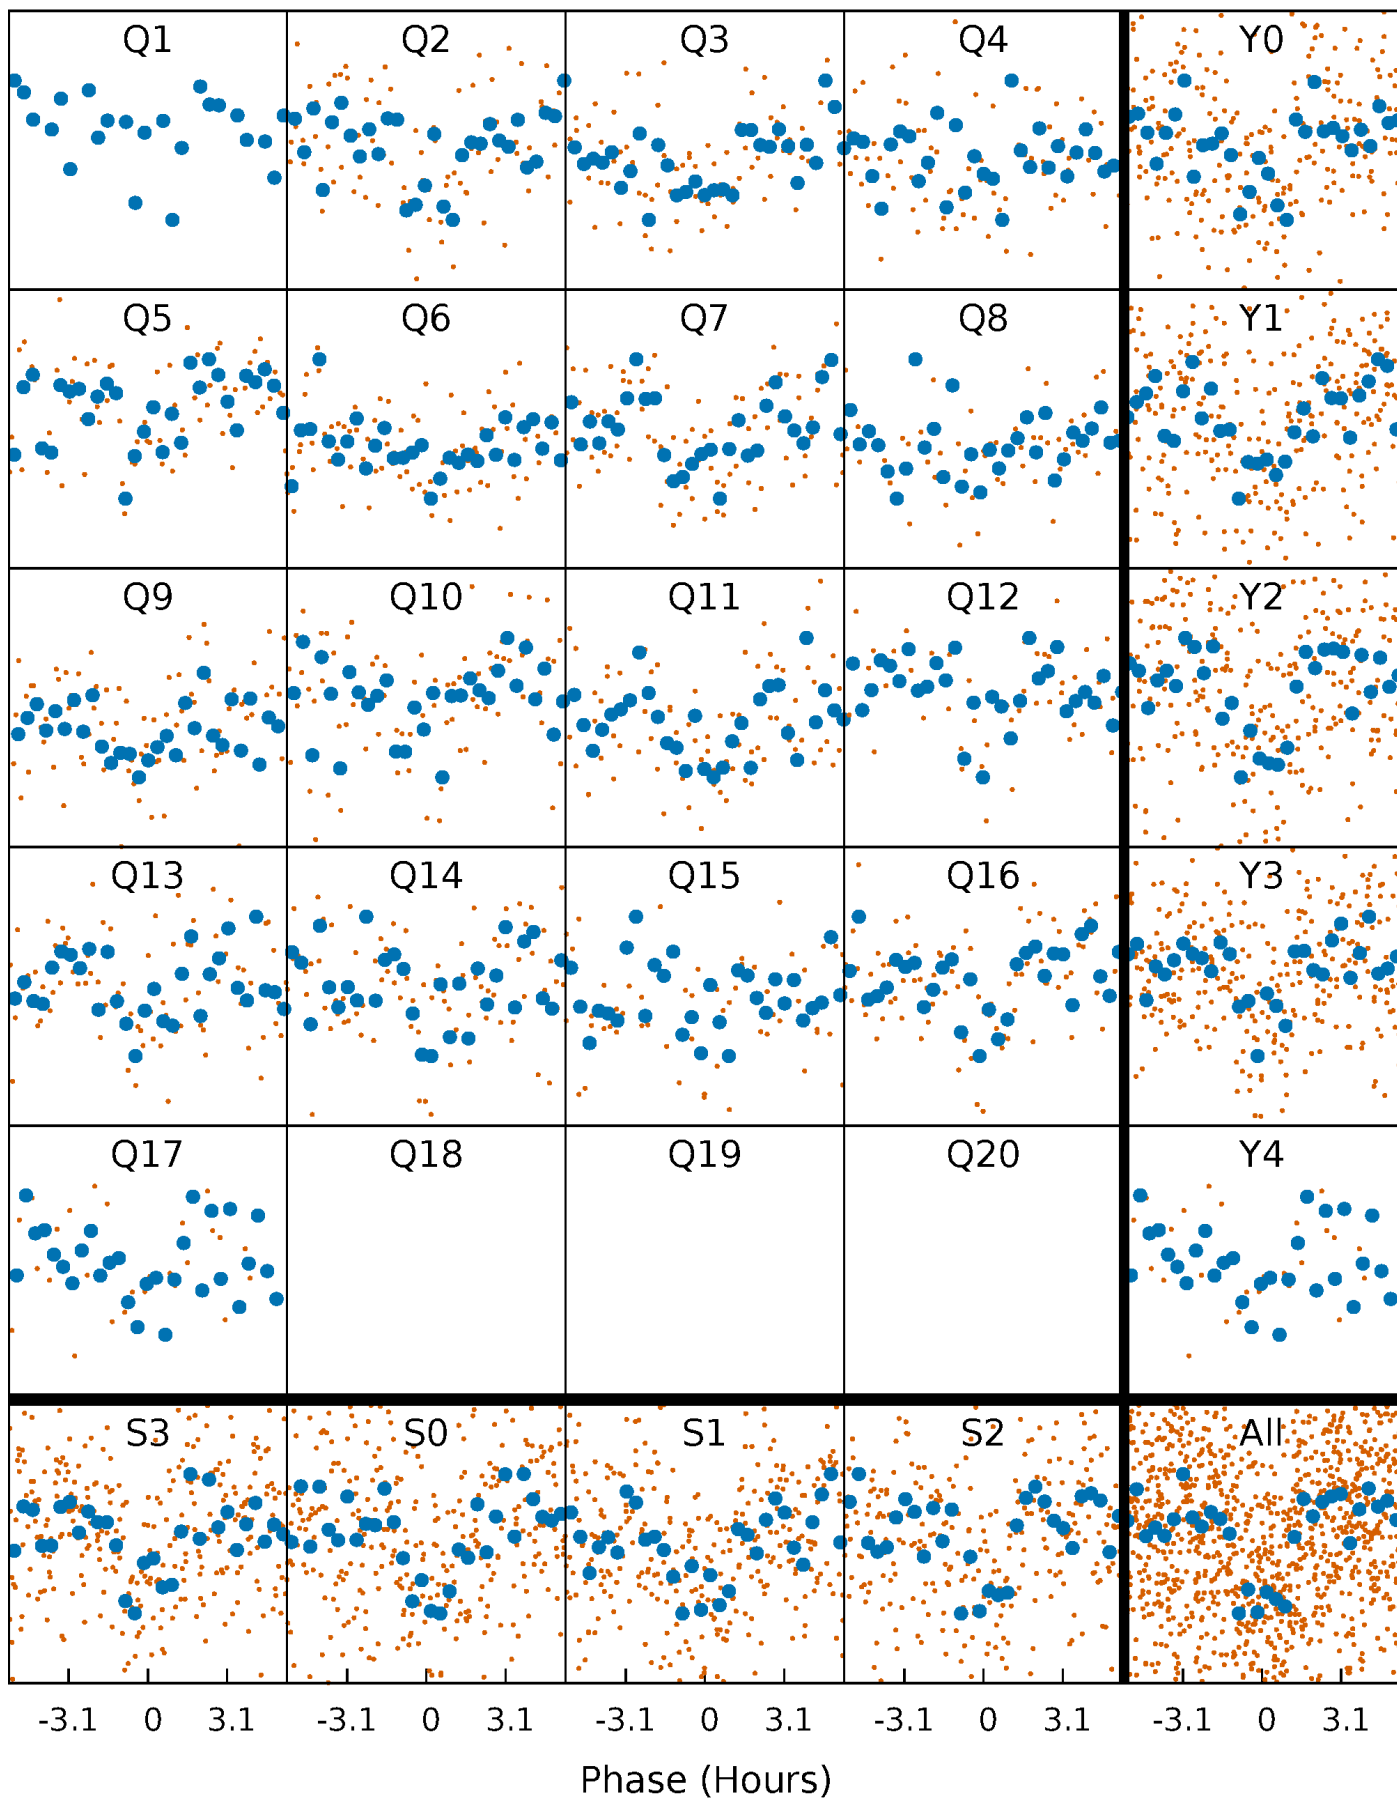 Q1 Q2 Q3 Q4 Y0
Q5 Q6 Q7 Q8 Y1
Q9 Q10 Q11 Q12 Y2
Q13 Q14 Q15 Q16 Y3
Q17 Q18 Q19 Q20 Y4
S3 S0 S1 S2 All
-3.1 0 3.1 -3.1 0 3.1 -3.1 0 3.1 -3.1 0 3.1 -3.1 0 3.1
Phase (Hours)